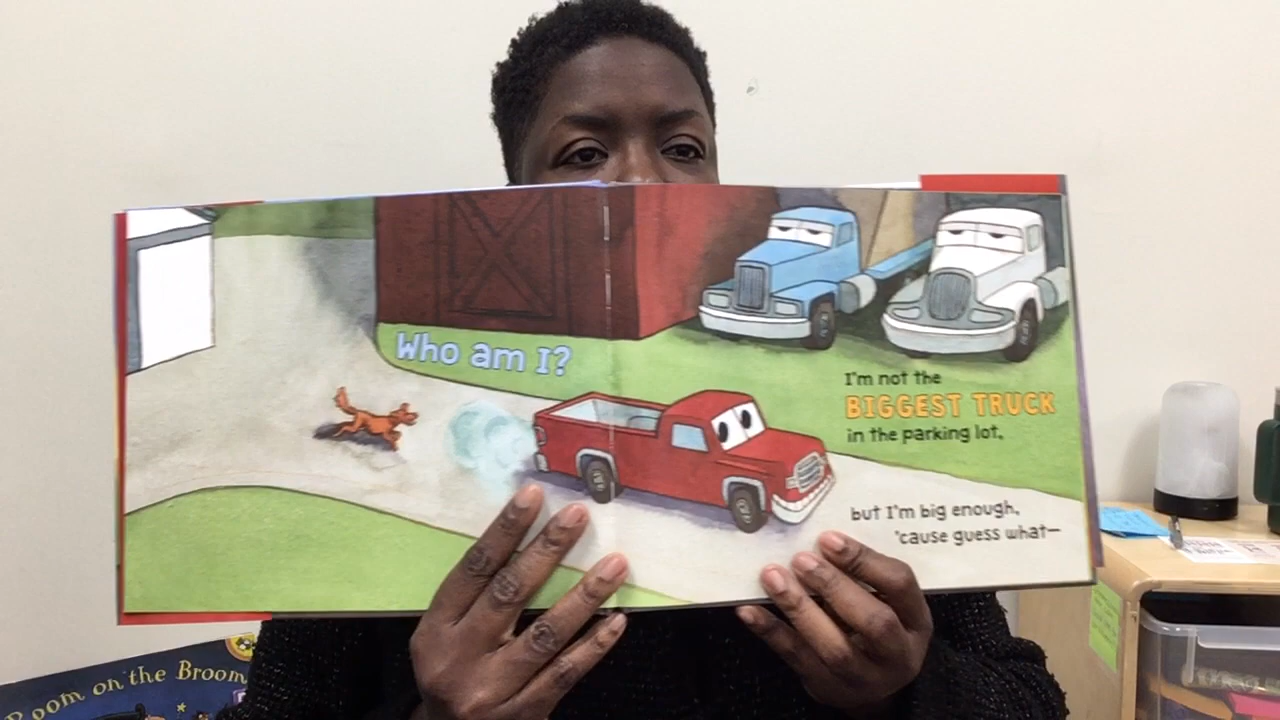 Who am I?
I'm not the
BIGGEST TRUCK
in the parking lot,
but I'm big enough,
'cause guess what—
Room on the Broom